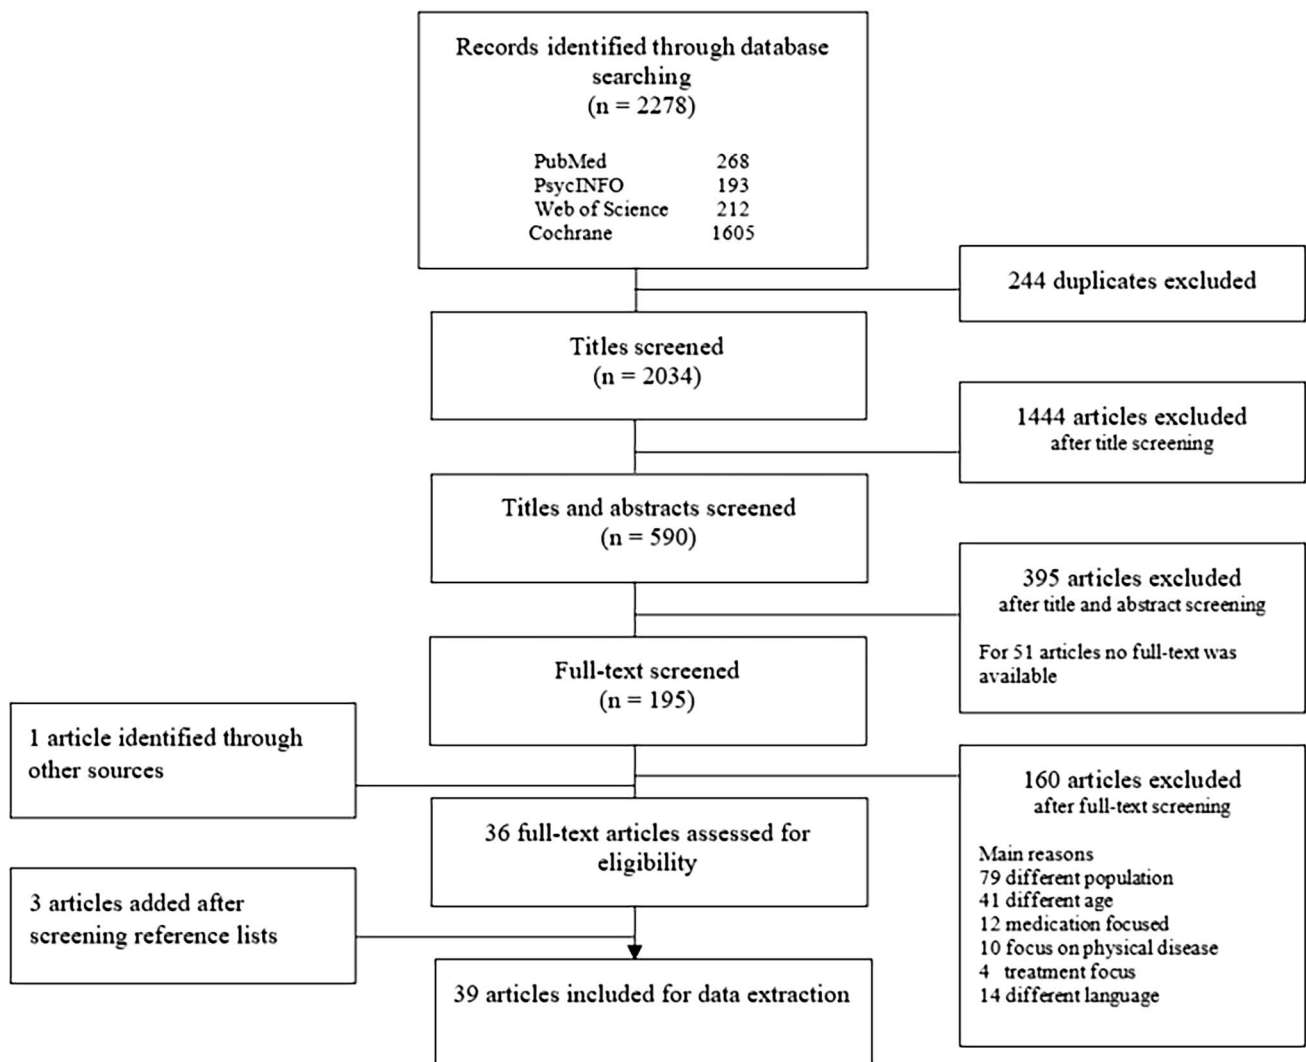 Records identified through database
searching
(n = 2278)
PubMed 268
PsycINFO 193
Web of Science 212
Cochrane 1605
244 duplicates excluded
Titles screened
(n = 2034)
1444 articles excluded
after title screening
Titles and abstracts screened
(n = 590)
395 articles excluded
after title and abstract screening
For 51 articles no full-text was
available
Full-text screened
(n = 195)
1 article identified through
other sources
160 articles excluded
after full-text screening
Main reasons
79 different population
41 different age
12 medication focused
10 focus on physical disease
4 treatment focus
14 different language
36 full-text articles assessed for
eligibility
3 articles added after
screening reference lists
39 articles included for data extraction